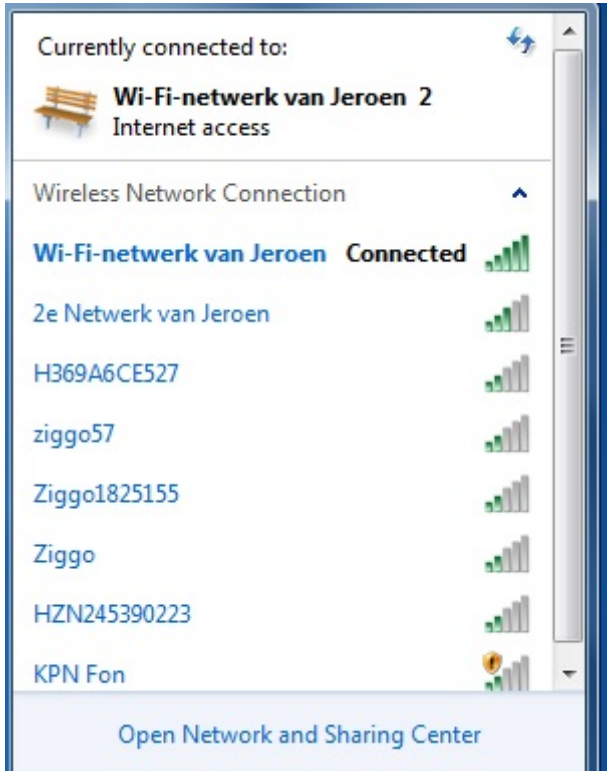 Currently connected to:
Wi-Fi-netwerk van Jeroen 2
Internet access
Wireless Network Connection
Wi-Fi-netwerk van Jeroen Connected
2e Netwerk van Jeroen
H369A6CE527
ziggo57
Ziggo1825155
Ziggo
HZN245390223
KPN Fon
Open Network and Sharing Center